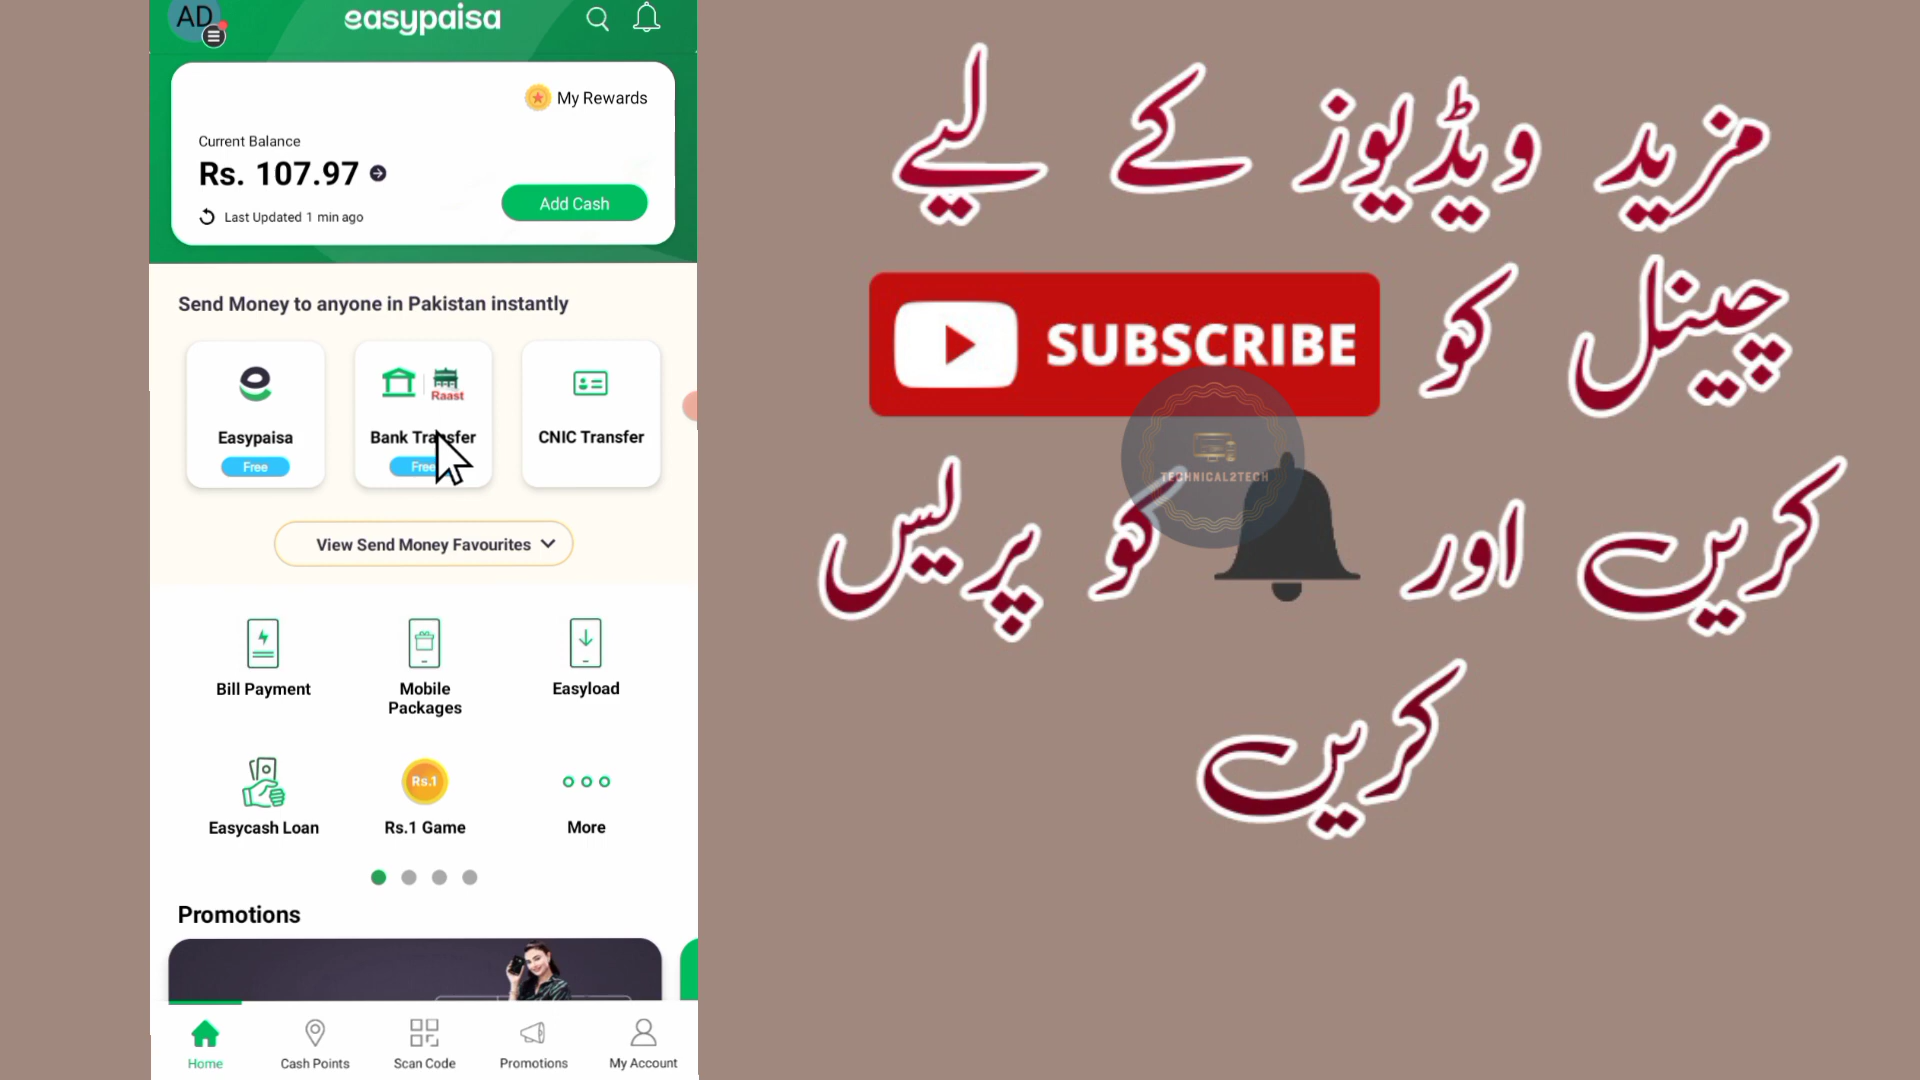 AD
easypaisa
My Rewards
Current Balance
Rs. 107.97
Last Updated 1 min ago
Add Cash
Send Money to anyone in Pakistan instantly
Raast
Easypaisa
Bank Transfer
CNIC Transfer
Free
Free
View Send Money Favourites
Bill Payment
Mobile
Packages
Easyload
Rs.1
Easycash Loan
Rs.1 Game
More
Promotions
Home
Cash Points
Scan Code
Promotions
My Account
مزید ویڈیوز کے لیے
چینل کو SUBSCRIBE
TECHNICAL2TECH
کریں اور کو پریس
کریں